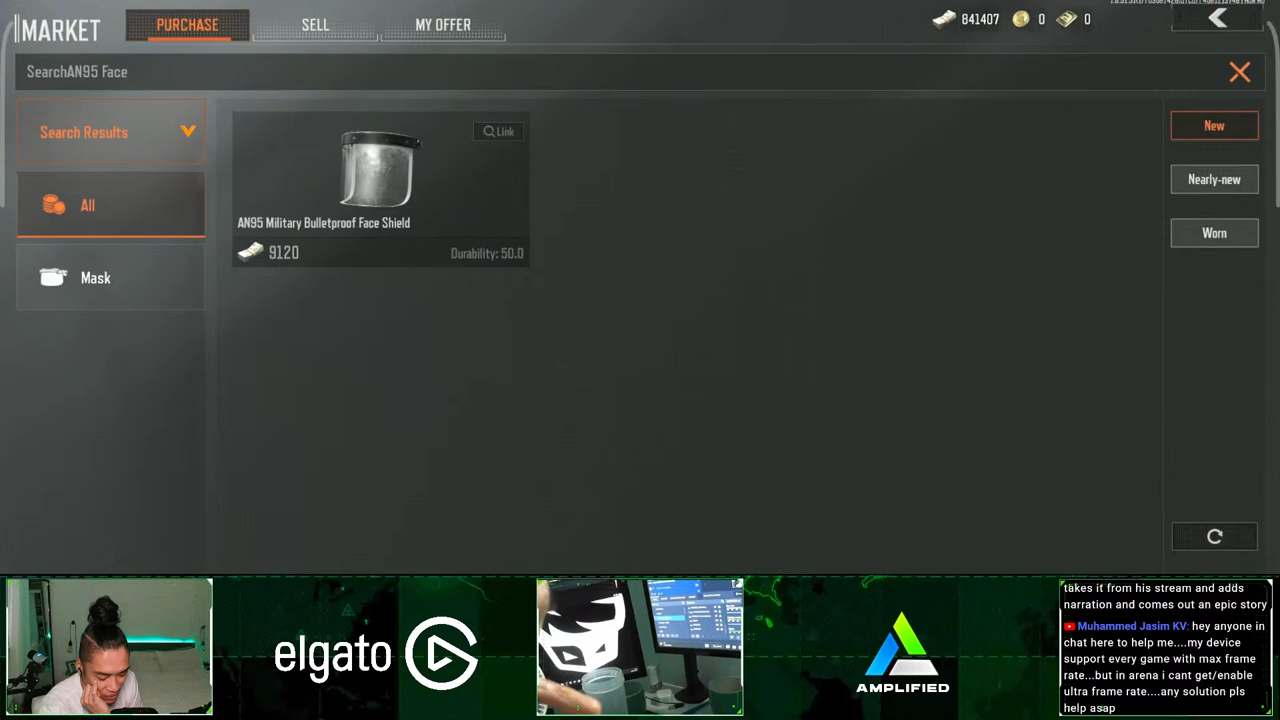 MARKET
PURCHASE
SELL
MY OFFER
841407
0
0
SearchAN95 Face
Search Results
All
Mask
Link
AN95 Military Bulletproof Face Shield
9120
Durability: 50.0
New
Nearly-new
Worn
elgato
AMPLIFIED
takes it from his stream and adds
narration and comes out an epic story
Muhammed Jasim KV: hey anyone in
chat here to help me....my device
support every game with max frame
rate...but in arena i cant get/enable
ultra frame rate....any solution pls
help asap